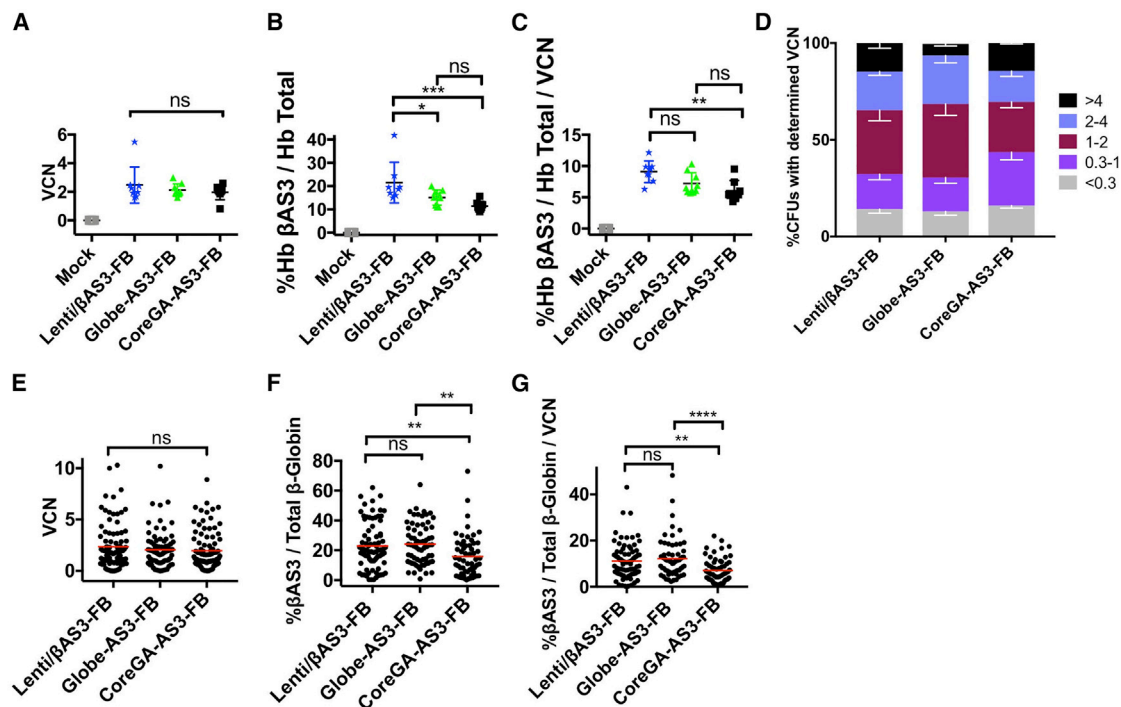 A
VCN
6
4
2
0
ns
Mock
Lenti/βAS3-FB
Globe-AS3-FB
CoreGA-AS3-FB
B
%Hb βAS3 / Hb Total
40
30
20
10
0
ns
***
*
Mock
Lenti/βAS3-FB
Globe-AS3-FB
CoreGA-AS3-FB
C
%Hb βAS3 / Hb Total / VCN
15
10
5
0
ns
**
ns
Mock
Lenti/βAS3-FB
Globe-AS3-FB
CoreGA-AS3-FB
D
%CFUs with determined VCN
100
50
0
Lenti/βAS3-FB
Globe-AS3-FB
CoreGA-AS3-FB
>4
2-4
1-2
0.3-1
<0.3
E
VCN
10
5
0
ns
Lenti/βAS3-FB
Globe-AS3-FB
CoreGA-AS3-FB
F
%βAS3 / Total β-Globin
80
60
40
20
0
**
**
ns
Lenti/βAS3-FB
Globe-AS3-FB
CoreGA-AS3-FB
G
%βAS3 / Total β-Globin / VCN
40
20
0
****
**
ns
Lenti/βAS3-FB
Globe-AS3-FB
CoreGA-AS3-FB